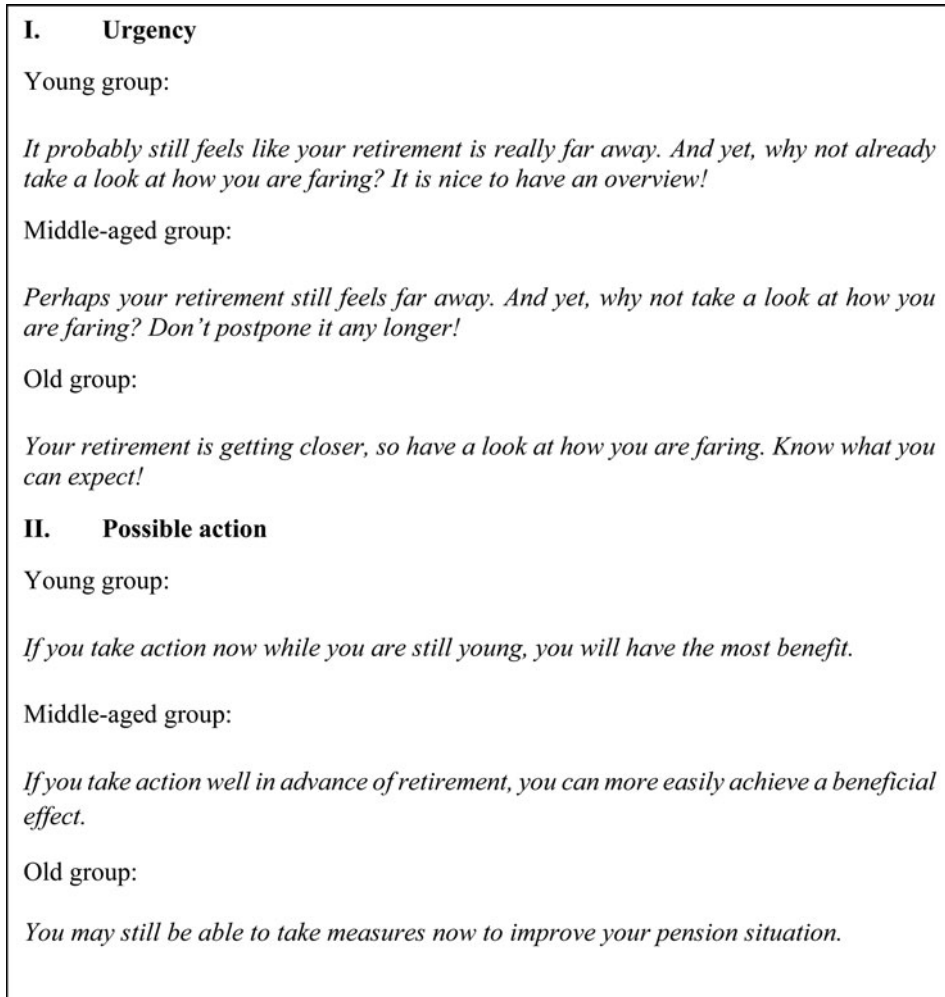 I. Urgency
Young group:
It probably still feels like your retirement is really far away. And yet, why not already
take a look at how you are faring? It is nice to have an overview!
Middle-aged group:
Perhaps your retirement still feels far away. And yet, why not take a look at how you
are faring? Don’t postpone it any longer!
Old group:
Your retirement is getting closer, so have a look at how you are faring. Know what you
can expect!
II. Possible action
Young group:
If you take action now while you are still young, you will have the most benefit.
Middle-aged group:
If you take action well in advance of retirement, you can more easily achieve a beneficial
effect.
Old group:
You may still be able to take measures now to improve your pension situation.